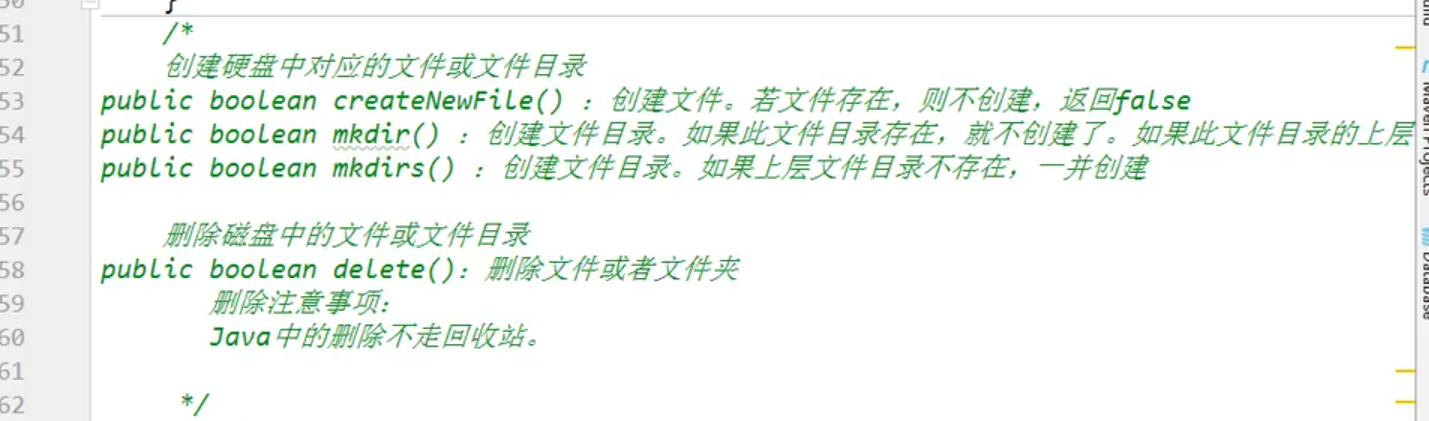 50 }
51 /*
52 创建硬盘中对应的文件或文件目录
53 public boolean createNewFile() : 创建文件。若文件存在，则不创建，返回false
54 public boolean mkdir() : 创建文件目录。如果此文件目录存在，就不创建了。如果此文件目录的上层
55 public boolean mkdirs() : 创建文件目录。如果上层文件目录不存在，一并创建
56
57 删除磁盘中的文件或文件目录
58 public boolean delete(): 删除文件或者文件夹
59 删除注意事项:
60 Java中的删除不走回收站。
61
62 */
Maven Projects
Database